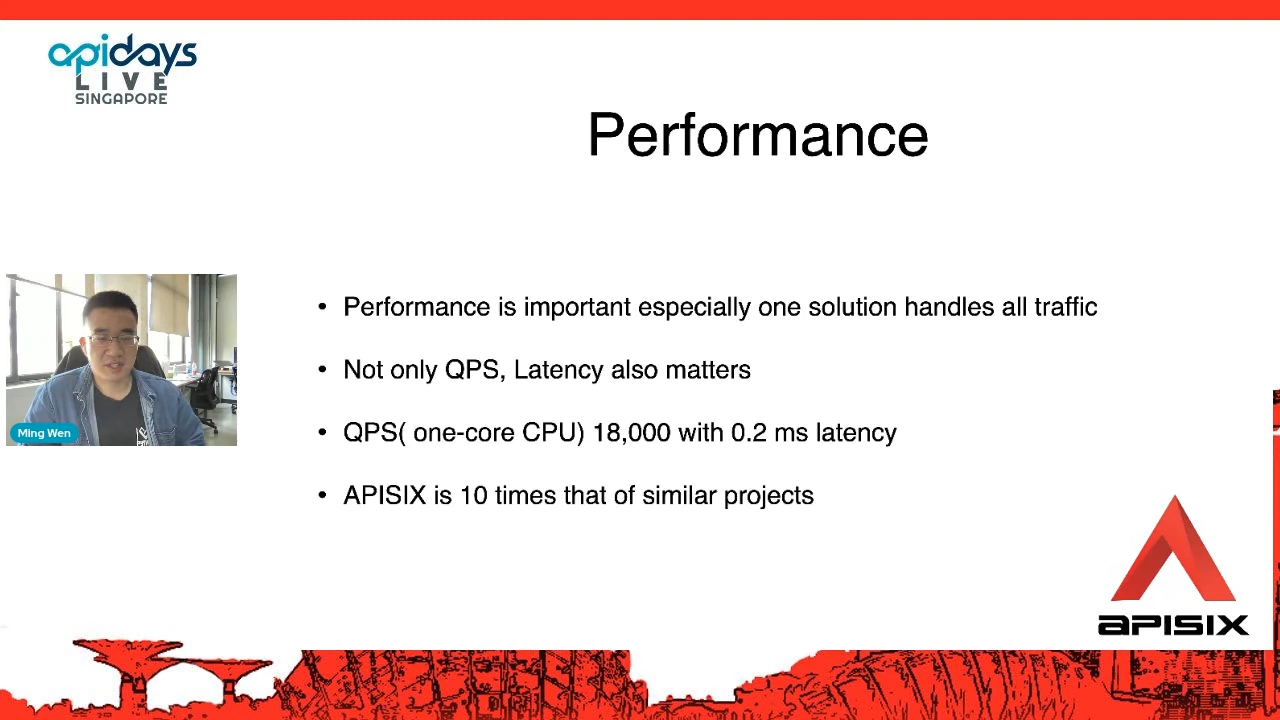 apidays
LIVE
SINGAPORE
Performance
• Performance is important especially one solution handles all traffic
• Not only QPS, Latency also matters
• QPS( one-core CPU) 18,000 with 0.2 ms latency
• APISIX is 10 times that of similar projects
Ming Wen
APISIX